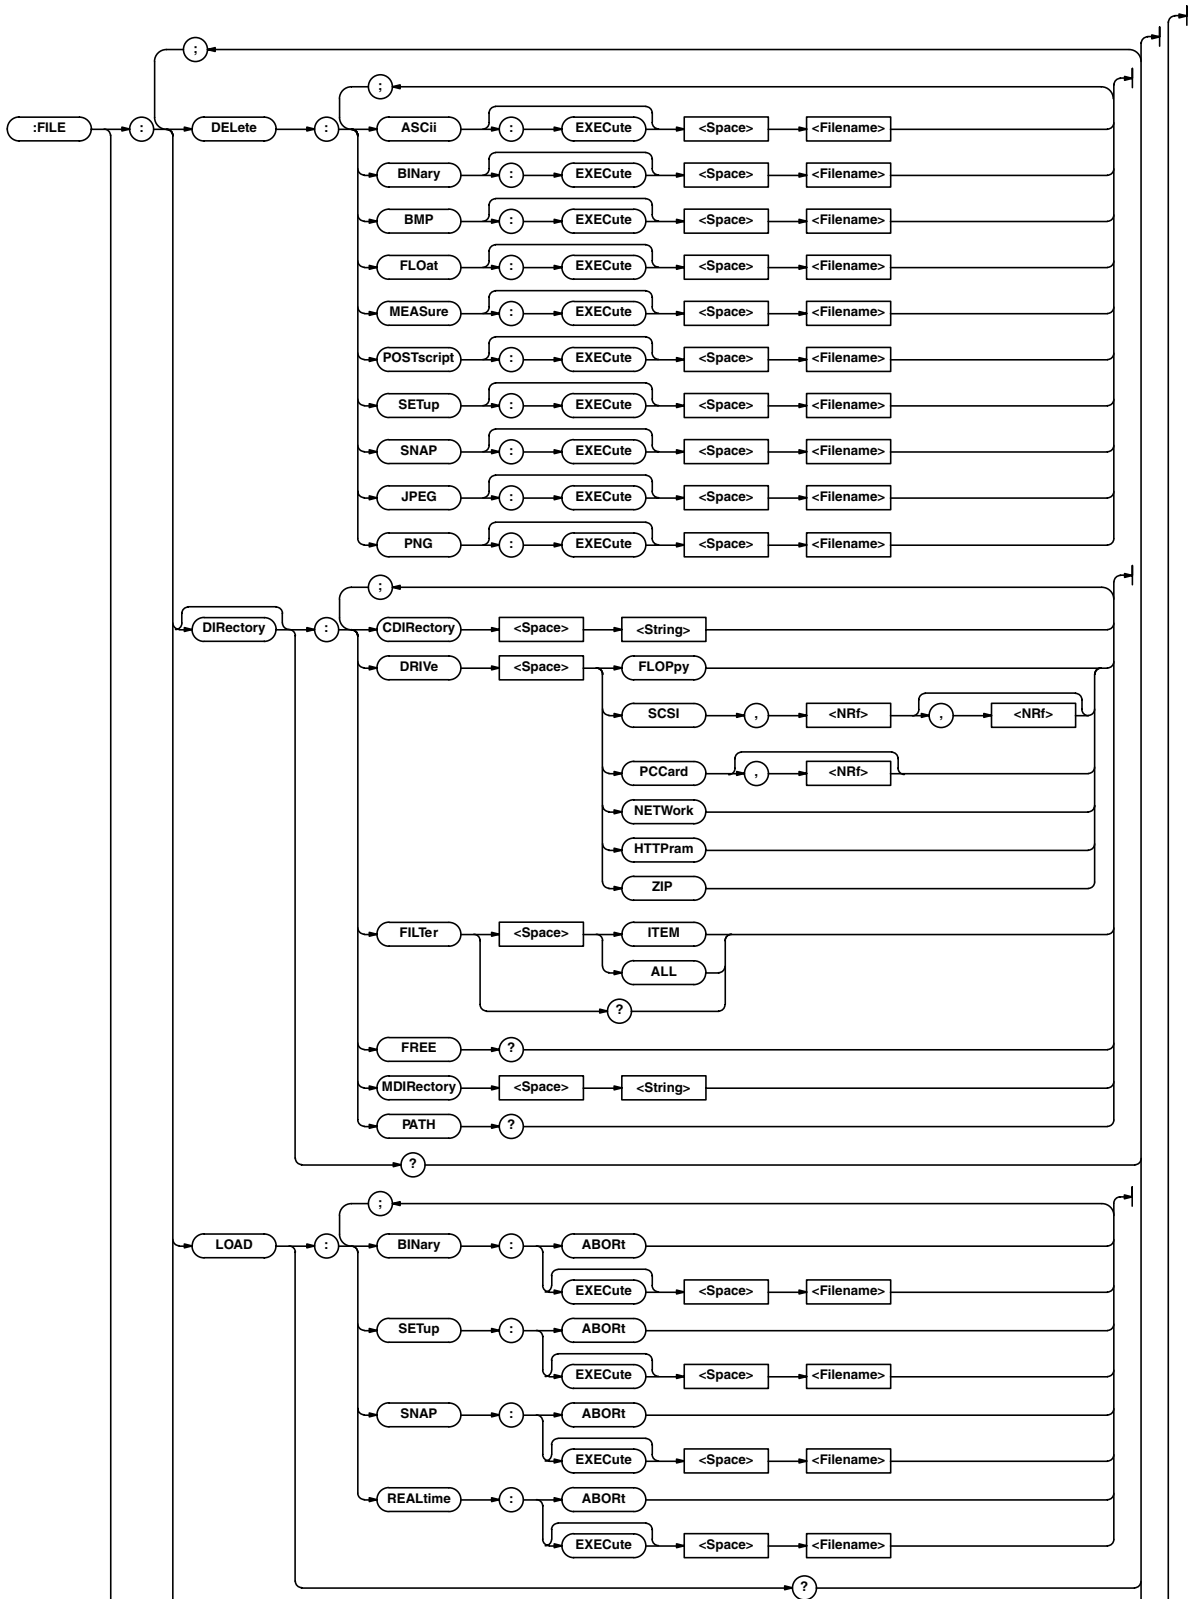 ;
;
:FILE : DELete : ASCii : EXECute <Space> <Filename>
BINary : EXECute <Space> <Filename>
BMP : EXECute <Space> <Filename>
FLOat : EXECute <Space> <Filename>
MEASure : EXECute <Space> <Filename>
POSTscript : EXECute <Space> <Filename>
SETup : EXECute <Space> <Filename>
SNAP : EXECute <Space> <Filename>
JPEG : EXECute <Space> <Filename>
PNG : EXECute <Space> <Filename>
;
DIRectory : CDIRectory <Space> <String>
DRIVe <Space> FLOPpy
SCSI , <NRf> , <NRf>
PCCard , <NRf>
NETWork
HTTPram
ZIP
FILTer <Space> ITEM
ALL
?
FREE ?
MDIRectory <Space> <String>
PATH ?
?
;
LOAD : BINary : ABORt
EXECute <Space> <Filename>
SETup : ABORt
EXECute <Space> <Filename>
SNAP : ABORt
EXECute <Space> <Filename>
REALtime : ABORt
EXECute <Space> <Filename>
?